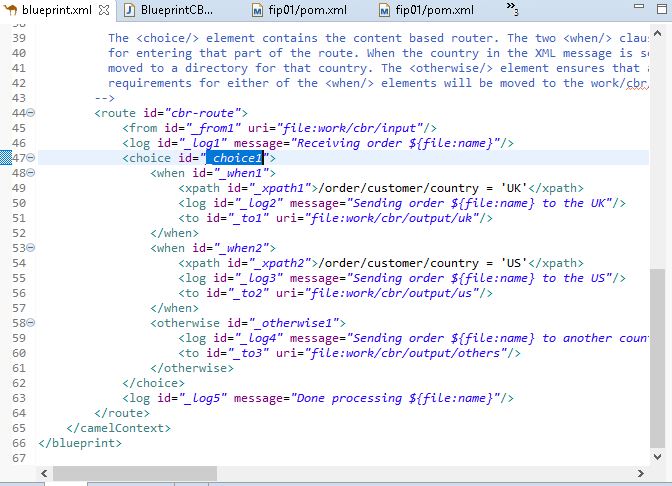 blueprint.xml
BlueprintCB...
fip01/pom.xml
fip01/pom.xml
»3
38
39 The <choice/> element contains the content based router. The two <when/> claus
40 for entering that part of the route. When the country in the XML message is se
41 moved to a directory for that country. The <otherwise/> element ensures that a
42 requirements for either of the <when/> elements will be moved to the work/cbr/
43 -->
44 <route id="cbr-route">
45 <from id="_from1" uri="file:work/cbr/input"/>
46 <log id="_log1" message="Receiving order ${file:name}"/>
47 <choice id="_choice1">
48 <when id="_when1">
49 <xpath id="_xpath1">/order/customer/country = 'UK'</xpath>
50 <log id="_log2" message="Sending order ${file:name} to the UK"/>
51 <to id="_to1" uri="file:work/cbr/output/uk"/>
52 </when>
53 <when id="_when2">
54 <xpath id="_xpath2">/order/customer/country = 'US'</xpath>
55 <log id="_log3" message="Sending order ${file:name} to the US"/>
56 <to id="_to2" uri="file:work/cbr/output/us"/>
57 </when>
58 <otherwise id="_otherwise1">
59 <log id="_log4" message="Sending order ${file:name} to another coun
60 <to id="_to3" uri="file:work/cbr/output/others"/>
61 </otherwise>
62 </choice>
63 <log id="_log5" message="Done processing ${file:name}"/>
64 </route>
65 </camelContext>
66 </blueprint>
67